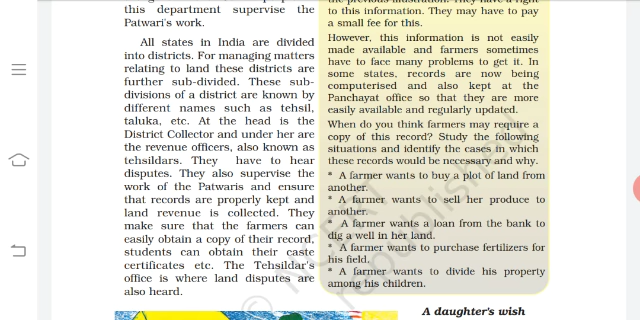 this department supervise the
Patwari's work.
All states in India are divided
into districts. For managing matters
relating to land these districts are
further sub-divided. These sub-
divisions of a district are known by
different names such as tehsil,
taluka, etc. At the head is the
District Collector and under her are
the revenue officers, also known as
tehsildars. They have to hear
disputes. They also supervise the
work of the Patwaris and ensure
that records are properly kept and
land revenue is collected. They
make sure that the farmers can
easily obtain a copy of their record,
students can obtain their caste
certificates etc. The Tehsildar's
office is where land disputes are
also heard.
to this information. They may have to pay
a small fee for this.
However, this information is not easily
made available and farmers sometimes
have to face many problems to get it. In
some states, records are now being
computerised and also kept at the
Panchayat office so that they are more
easily available and regularly updated.
When do you think farmers may require a
copy of this record? Study the following
situations and identify the cases in which
these records would be necessary and why.
* A farmer wants to buy a plot of land from
another.
* A farmer wants to sell her produce to
another.
* A farmer wants a loan from the bank to
dig a well in her land.
* A farmer wants to purchase fertilizers for
his field.
* A farmer wants to divide his property
among his children.
A daughter's wish